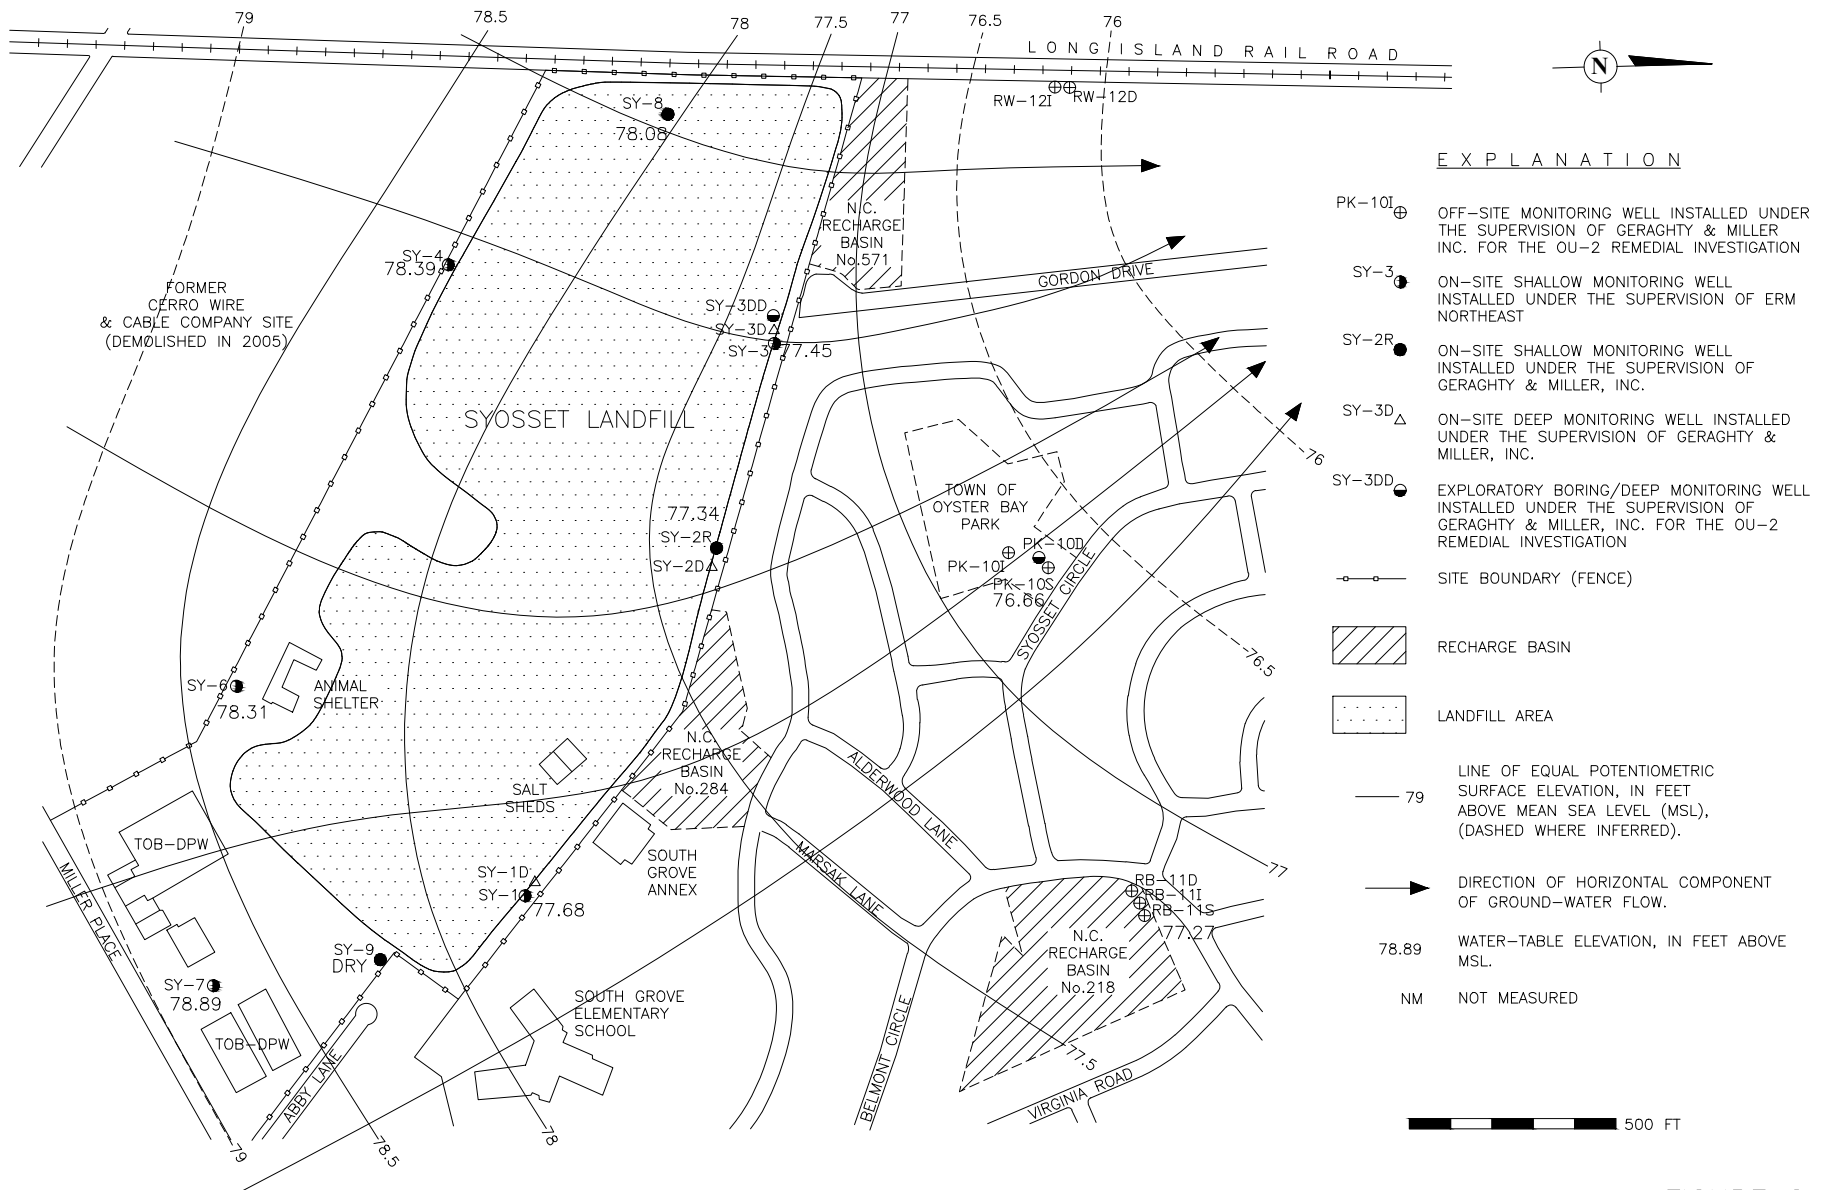 79
78.5
78
77.5
77
76.5
76
LONG ISLAND RAIL ROAD
N
RW-12I
RW-12D
SY-8
78.08
SY-4
78.39
N.C.
RECHARGE
BASIN
No.571
GORDON DRIVE
FORMER
CERRO WIRE
& CABLE COMPANY SITE
(DEMOLISHED IN 2005)
SY-3DD
SY-3D
SY-3
77.45
SYOSSET LANDFILL
77.34
SY-2R
SY-2D
TOWN OF
OYSTER BAY
PARK
PK-10D
PK-10I
PK-10S
76.66
SYOSSET CIRCLE
76
76.5
SY-6
78.31
ANIMAL
SHELTER
N.C.
RECHARGE
BASIN
No.284
SALT
SHEDS
ALDERWOOD LANE
MARSAK LANE
TOB-DPW
MILLER PLACE
SOUTH
GROVE
ANNEX
SY-1D
SY-1
77.68
77
RB-11D
RB-11I
RB-11S
77.27
N.C.
RECHARGE
BASIN
No.218
SY-9
DRY
SY-7
78.89
TOB-DPW
ABBY LANE
SOUTH GROVE
ELEMENTARY
SCHOOL
BELMONT CIRCLE
77.5
VIRGINIA ROAD
79
78.5
78
EXPLANATION
PK-10I
OFF-SITE MONITORING WELL INSTALLED UNDER
THE SUPERVISION OF GERAGHTY & MILLER
INC. FOR THE OU-2 REMEDIAL INVESTIGATION
SY-3
ON-SITE SHALLOW MONITORING WELL
INSTALLED UNDER THE SUPERVISION OF ERM
NORTHEAST
SY-2R
ON-SITE SHALLOW MONITORING WELL
INSTALLED UNDER THE SUPERVISION OF
GERAGHTY & MILLER, INC.
SY-3D
ON-SITE DEEP MONITORING WELL INSTALLED
UNDER THE SUPERVISION OF GERAGHTY &
MILLER, INC.
SY-3DD
EXPLORATORY BORING/DEEP MONITORING WELL
INSTALLED UNDER THE SUPERVISION OF
GERAGHTY & MILLER, INC. FOR THE OU-2
REMEDIAL INVESTIGATION
SITE BOUNDARY (FENCE)
RECHARGE BASIN
LANDFILL AREA
79
LINE OF EQUAL POTENTIOMETRIC
SURFACE ELEVATION, IN FEET
ABOVE MEAN SEA LEVEL (MSL),
(DASHED WHERE INFERRED).
DIRECTION OF HORIZONTAL COMPONENT
OF GROUND-WATER FLOW.
78.89
WATER-TABLE ELEVATION, IN FEET ABOVE
MSL.
NM
NOT MEASURED
500 FT